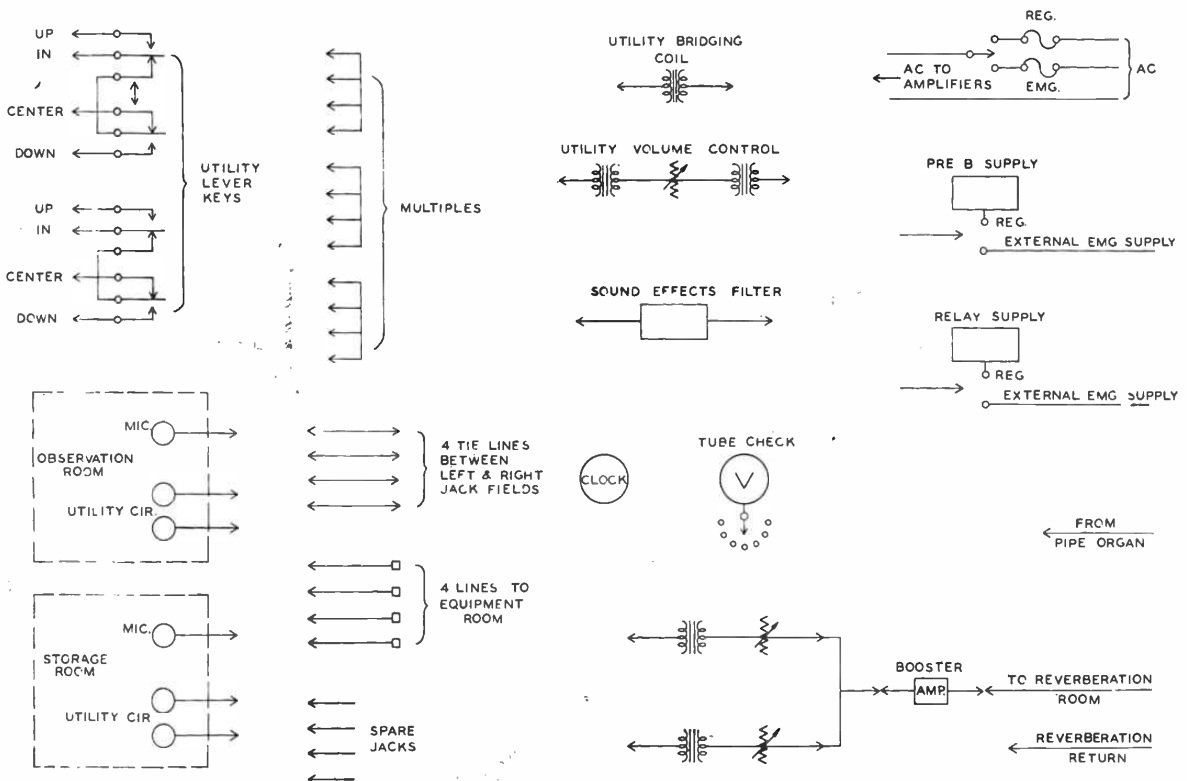 UP
IN
CENTER
DOWN
UP
IN
CENTER
DOWN
UTILITY
LEVER
KEYS
MULTIPLES
UTILITY BRIDGING
COIL
UTILITY VOLUME CONTROL
SOUND EFFECTS FILTER
REG.
AC TO
AMPLIFIERS
EMG.
AC
PRE B SUPPLY
REG.
EXTERNAL EMG SUPPLY
RELAY SUPPLY
REG
EXTERNAL EMG SUPPLY
MIC.
OBSERVATION
ROOM
UTILITY CIR.
4 TIE LINES
BETWEEN
LEFT & RIGHT
JACK FIELDS
CLOCK
TUBE CHECK
V
FROM
PIPE ORGAN
4 LINES TO
EQUIPMENT
ROOM
MIC.
STORAGE
ROOM
UTILITY CIR
SPARE
JACKS
BOOSTER
AMP.
TO REVERBERATION
ROOM
REVERBERATION
RETURN